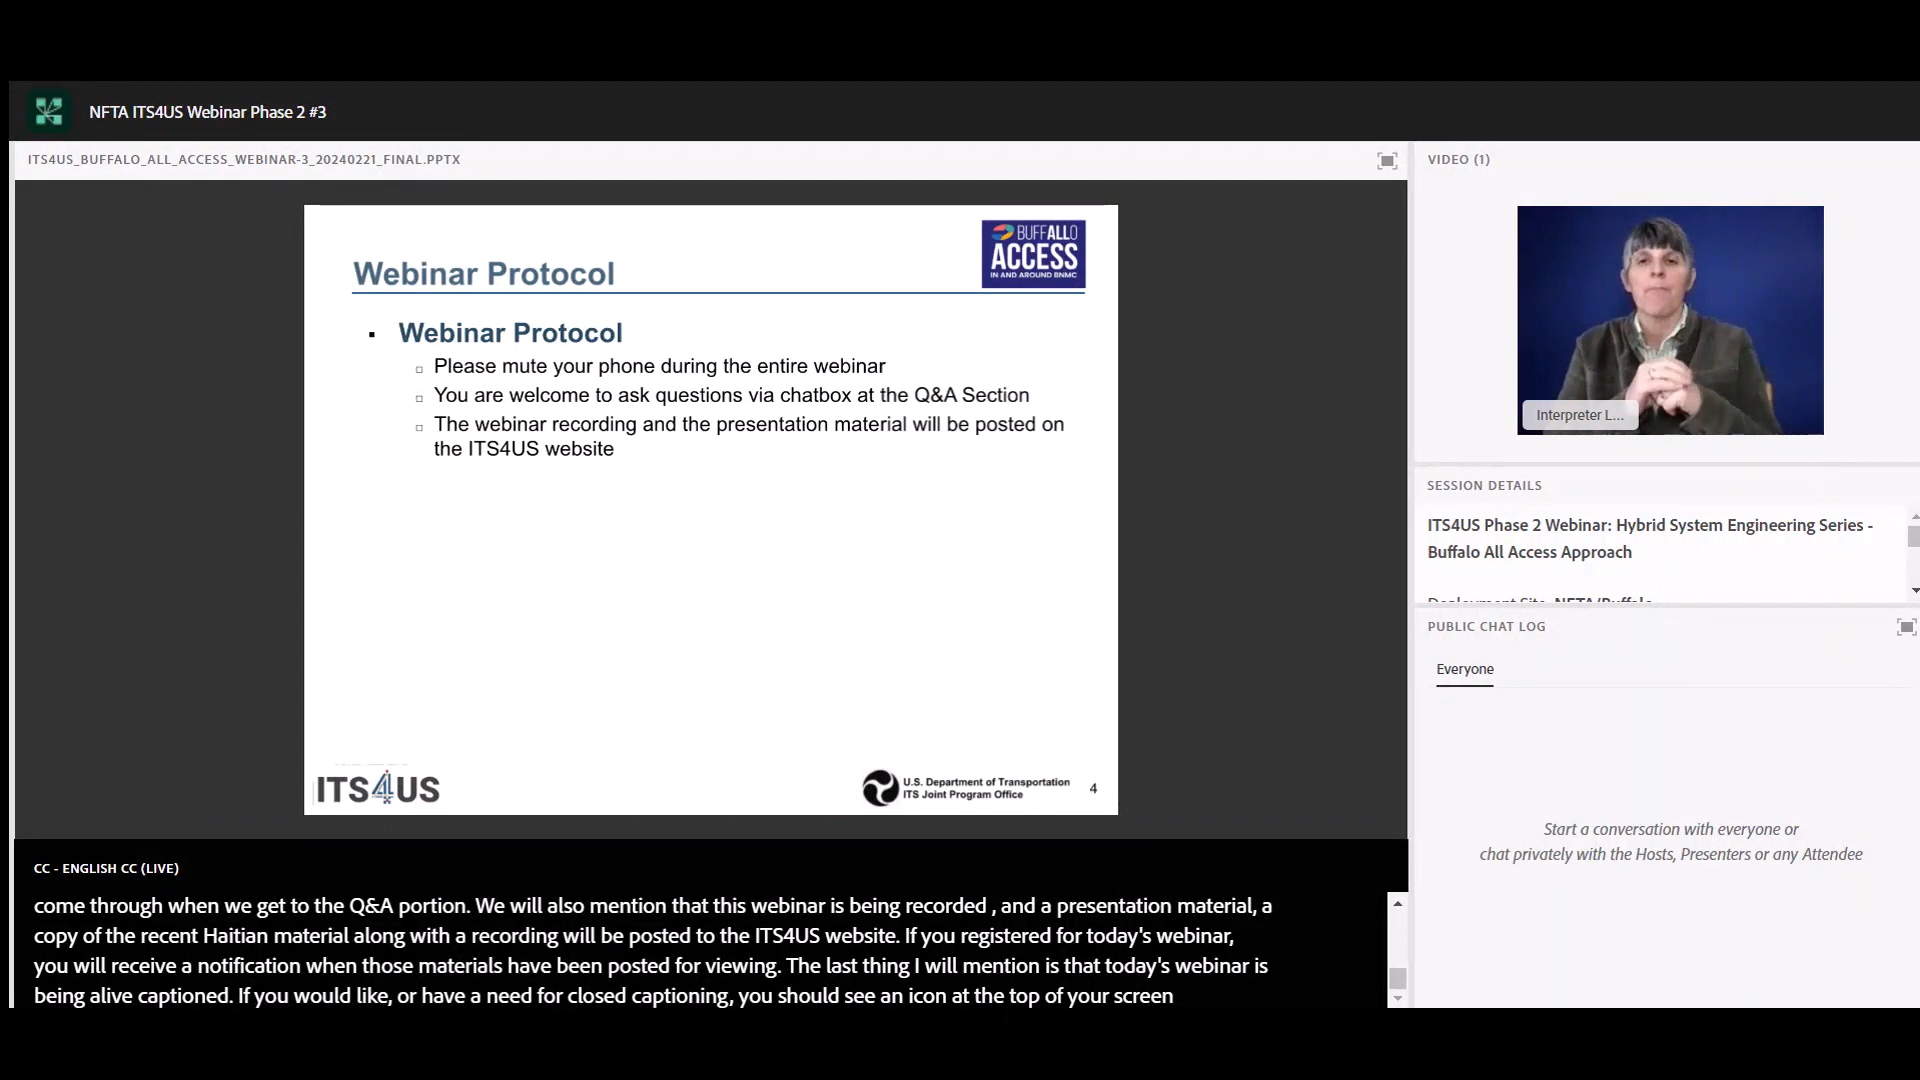 NFTA ITS4US Webinar Phase 2 #3
ITS4US_BUFFALO_ALL_ACCESS_WEBINAR-3_20240221_FINAL.PPTX
BUFFALLO
ACCESS
IN AND AROUND BNMC
Webinar Protocol
▪ Webinar Protocol
▫ Please mute your phone during the entire webinar
▫ You are welcome to ask questions via chatbox at the Q&A Section
▫ The webinar recording and the presentation material will be posted on
the ITS4US website
ITS4US
U.S. Department of Transportation
ITS Joint Program Office
4
CC - ENGLISH CC (LIVE)
come through when we get to the Q&A portion. We will also mention that this webinar is being recorded , and a presentation material, a
copy of the recent Haitian material along with a recording will be posted to the ITS4US website. If you registered for today's webinar,
you will receive a notification when those materials have been posted for viewing. The last thing I will mention is that today's webinar is
being alive captioned. If you would like, or have a need for closed captioning, you should see an icon at the top of your screen
VIDEO (1)
Interpreter L...
SESSION DETAILS
ITS4US Phase 2 Webinar: Hybrid System Engineering Series -
Buffalo All Access Approach
Deployment Site NFTA/Buffalo
PUBLIC CHAT LOG
Everyone
Start a conversation with everyone or
chat privately with the Hosts, Presenters or any Attendee